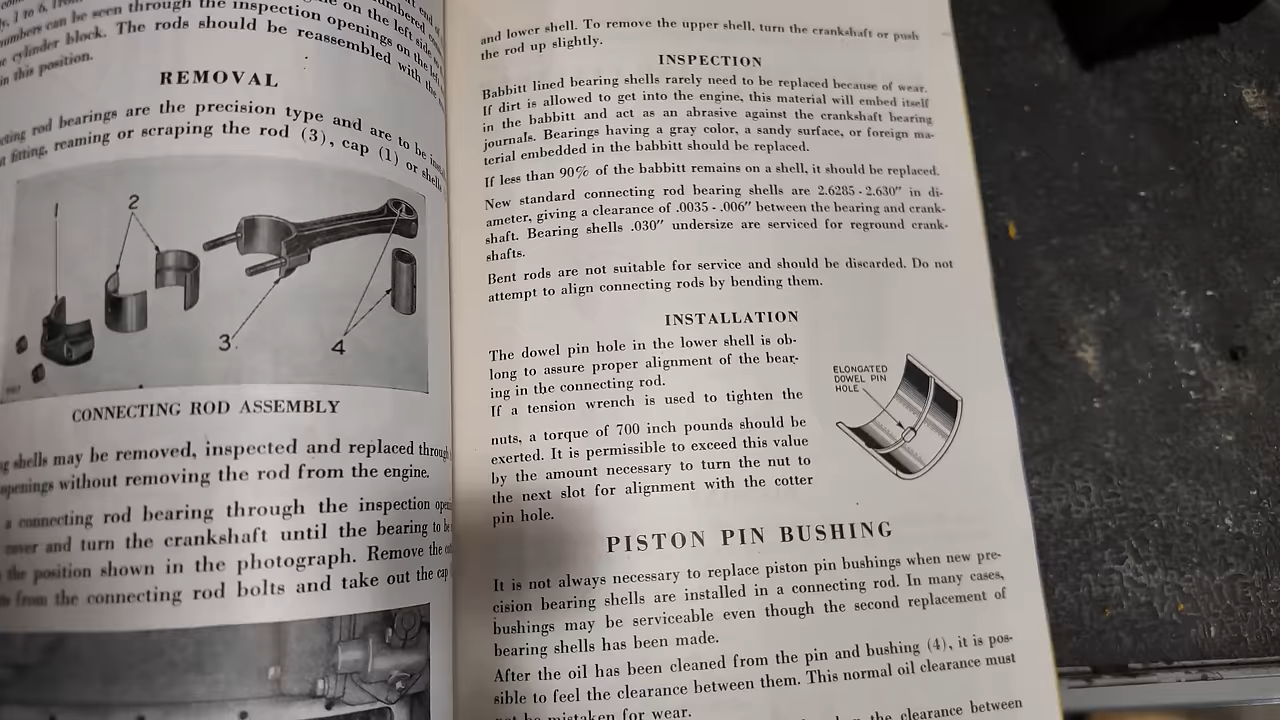 y, 1 to 6, from
numbered
umbers can be seen through the inspection openings on the left side
e cylinder block. The rods should be reassembled with the
in this position.
REMOVAL
cting rod bearings are the precision type and are to be
t fitting, reaming or scraping the rod (3), cap (1) or shells
1
2
3
4
CONNECTING ROD ASSEMBLY
g shells may be removed, inspected and replaced through
openings without removing the rod from the engine.
a connecting rod bearing through the inspection
cover and turn the crankshaft until the bearing to be
the position shown in the photograph. Remove the
from the connecting rod bolts and take out the cap
and lower shell. To remove the upper shell, turn the crankshaft or push
the rod up slightly.
INSPECTION
Babbitt lined bearing shells rarely need to be replaced because of wear.
If dirt is allowed to get into the engine, this material will embed itself
in the babbitt and act as an abrasive against the crankshaft bearing
journals. Bearings having a gray color, a sandy surface, or foreign ma-
terial embedded in the babbitt should be replaced.
If less than 90% of the babbitt remains on a shell, it should be replaced.
New standard connecting rod bearing shells are 2.6285 - 2.630" in di-
ameter, giving a clearance of .0035 - .006" between the bearing and crank-
shaft. Bearing shells .030" undersize are serviced for reground crank-
shafts.
Bent rods are not suitable for service and should be discarded. Do not
attempt to align connecting rods by bending them.
INSTALLATION
The dowel pin hole in the lower shell is ob-
long to assure proper alignment of the bear-
ing in the connecting rod.
If a tension wrench is used to tighten the
nuts, a torque of 700 inch pounds should be
exerted. It is permissible to exceed this value
by the amount necessary to turn the nut to
the next slot for alignment with the cotter
pin hole.
ELONGATED
DOWEL PIN
HOLE
PISTON PIN BUSHING
It is not always necessary to replace piston pin bushings when new pre-
cision bearing shells are installed in a connecting rod. In many cases,
bushings may be serviceable even though the second replacement of
bearing shells has been made.
After the oil has been cleaned from the pin and bushing (4), it is pos-
sible to feel the clearance between them. This normal oil clearance must
not be mistaken for wear.
the clearance between